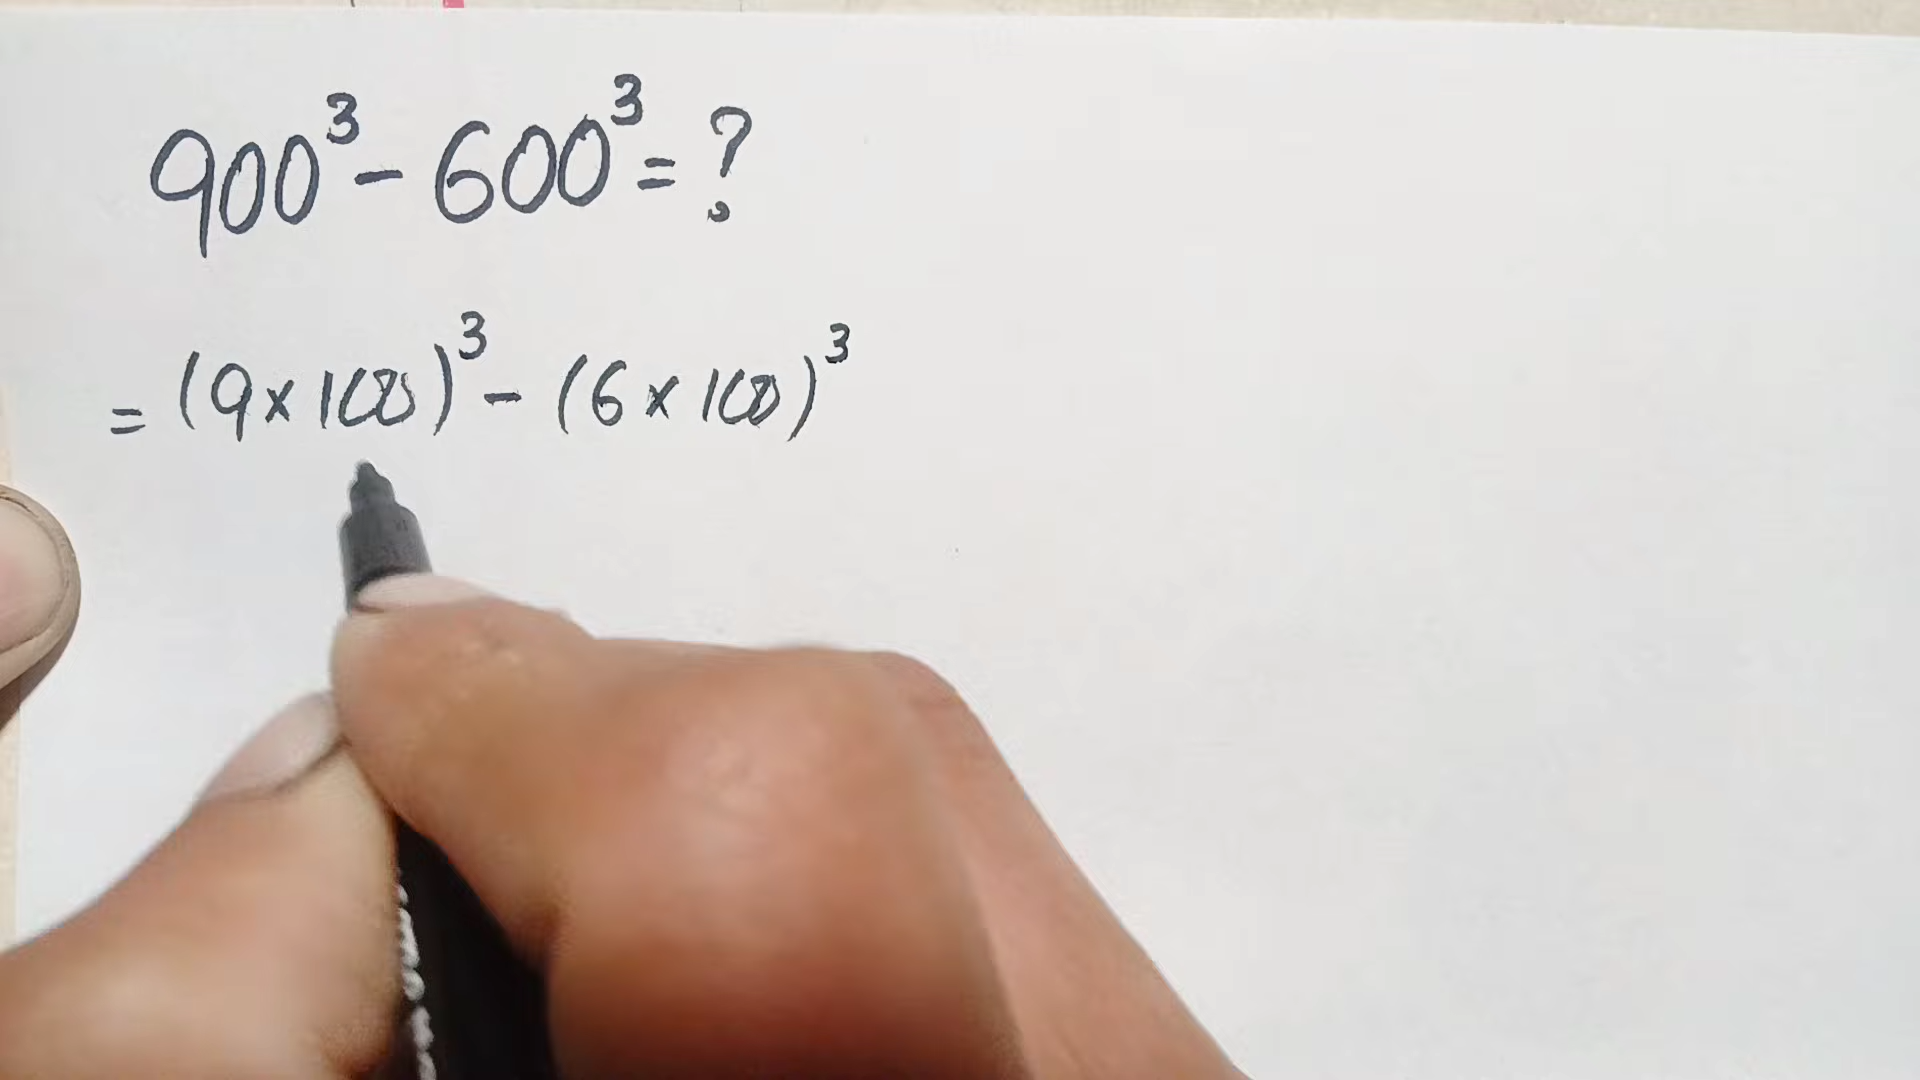 900³ - 600³ = ?
= (9 × 100)³ - (6 × 100)³